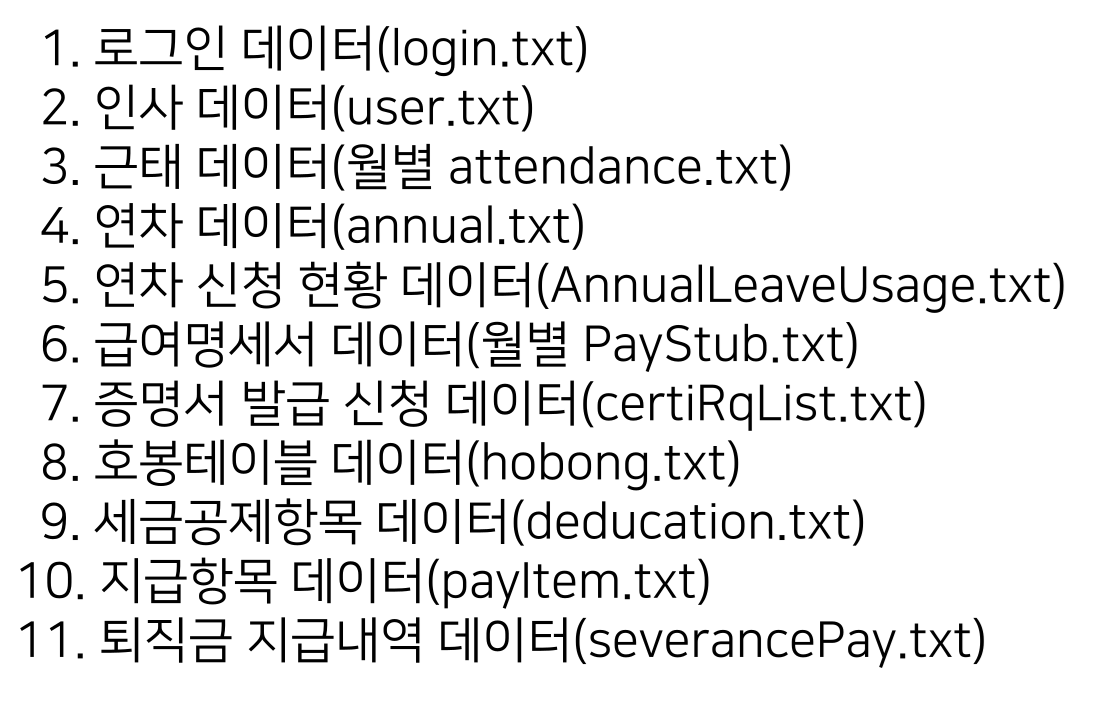 1. 로그인 데이터(login.txt)
2. 인사 데이터(user.txt)
3. 근태 데이터(월별 attendance.txt)
4. 연차 데이터(annual.txt)
5. 연차 신청 현황 데이터(AnnualLeaveUsage.txt)
6. 급여명세서 데이터(월별 PayStub.txt)
7. 증명서 발급 신청 데이터(certiRqList.txt)
8. 호봉테이블 데이터(hobong.txt)
9. 세금공제항목 데이터(deducation.txt)
10. 지급항목 데이터(payItem.txt)
11. 퇴직금 지급내역 데이터(severancePay.txt)